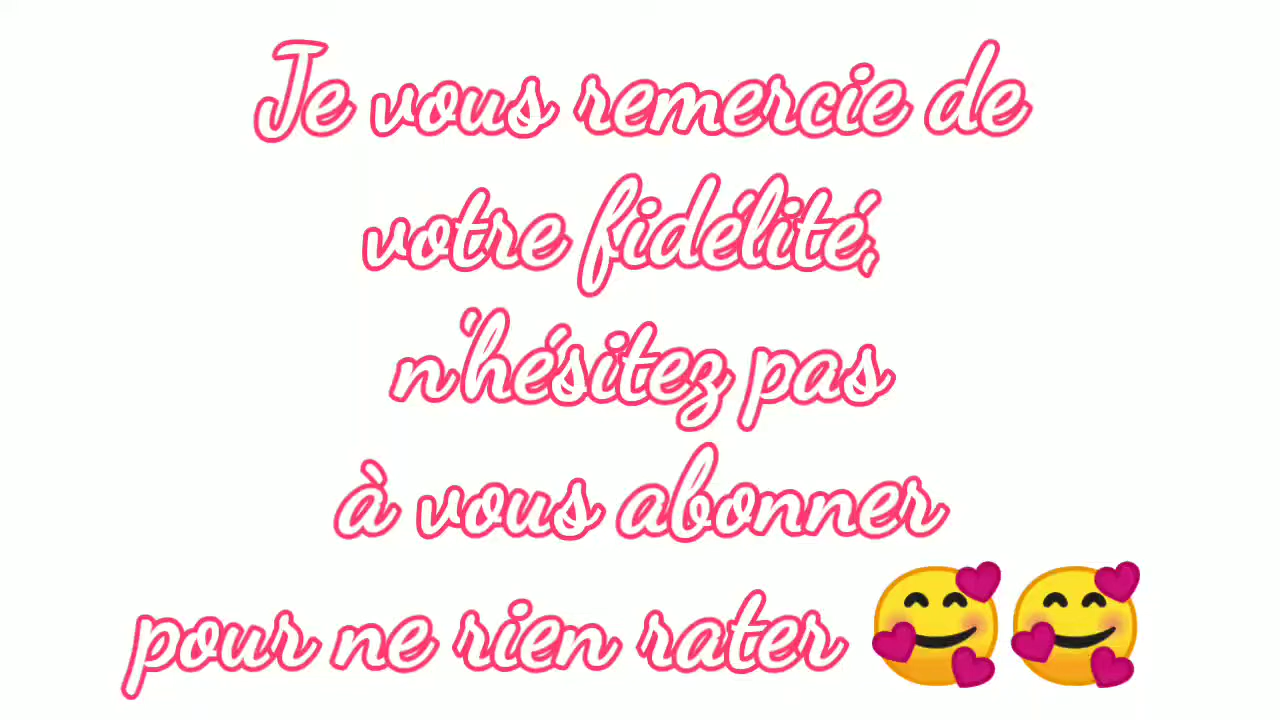 Je vous remercie de
votre fidélité,
n'hésitez pas
à vous abonner
pour ne rien rater 🥰🥰